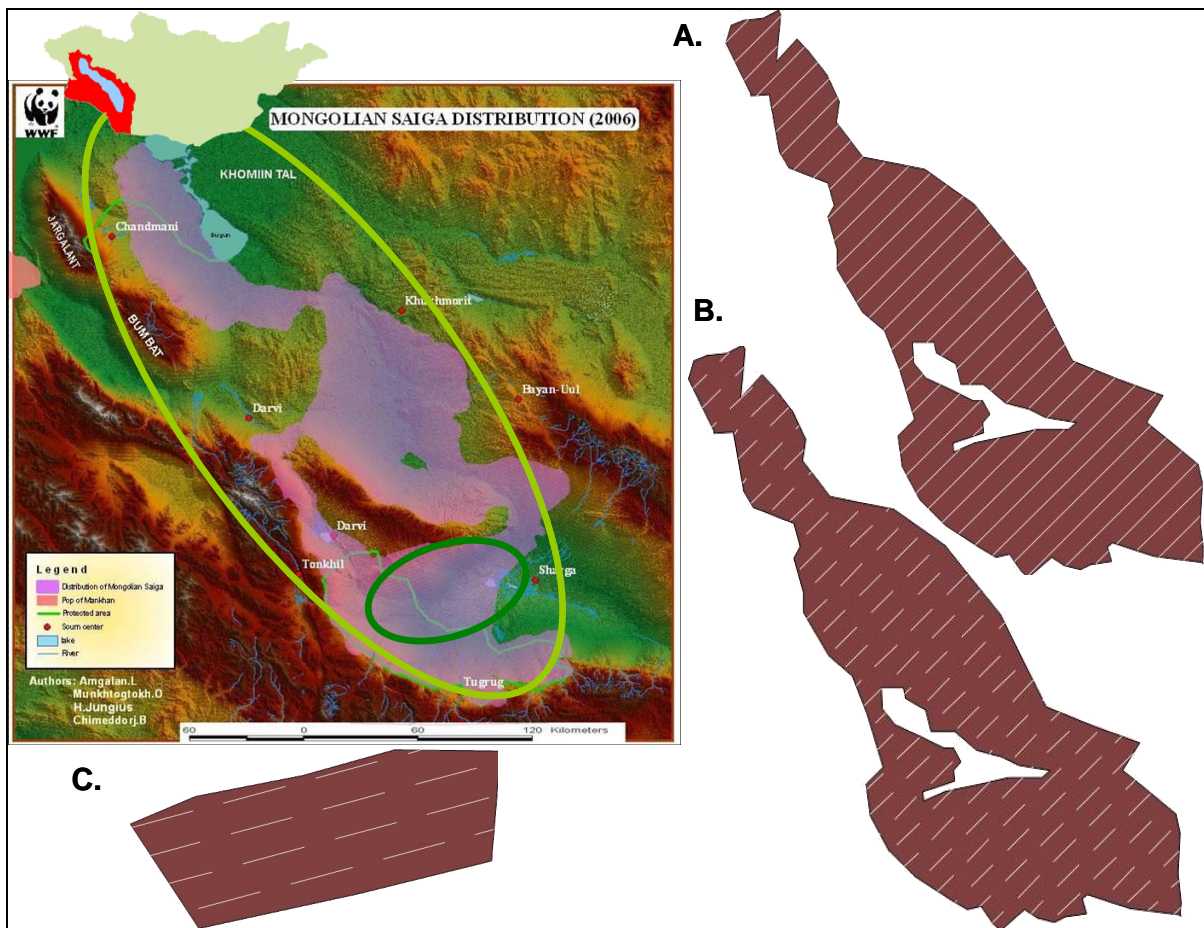 A.
WWF
MONGOLIAN SAIGA DISTRIBUTION (2006)
KHOMIIN TAL
Chandmani
JARGALANT
Khukhmorit
BUMBAT
B.
Bayan-Uul
Darvi
Darvi
Tonkhil
Sharga
Legend
Distribution of Mongolian Saiga
Pop of Mankhan
Protected area
Soum center
lake
River
Tugrug
Authors: Amgalan.L
Munkhtogtokh.O
H.Jungius
Chimeddorj.B
60 0 60 120 Kilometers
C.